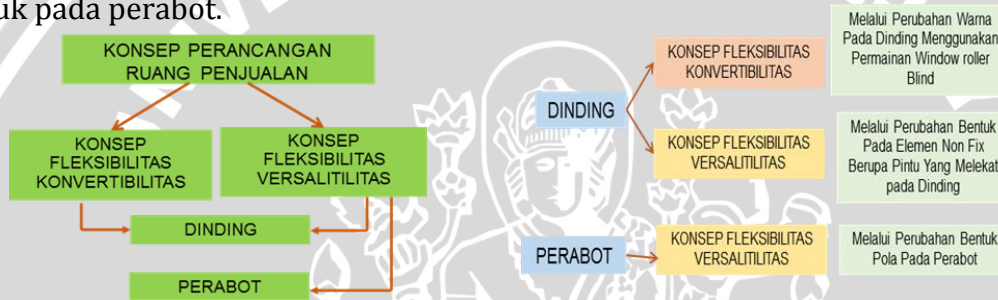 uk pada perabot.
KONSEP PERANCANGAN
RUANG PENJUALAN
KONSEP
FLEKSIBILITAS
KONVERTIBILITAS
KONSEP
FLEKSIBILITAS
VERSALITILITAS
DINDING
PERABOT
DINDING
KONSEP FLEKSIBILITAS
KONVERTIBILITAS
Melalui Perubahan Warna
Pada Dinding Menggunakan
Permainan Window roller
Blind
KONSEP FLEKSIBILITAS
VERSALITILITAS
Melalui Perubahan Bentuk
Pada Elemen Non Fix
Berupa Pintu Yang Melekat
pada Dinding
PERABOT
KONSEP FLEKSIBILITAS
VERSALITILITAS
Melalui Perubahan Bentuk
Pola Pada Perabot